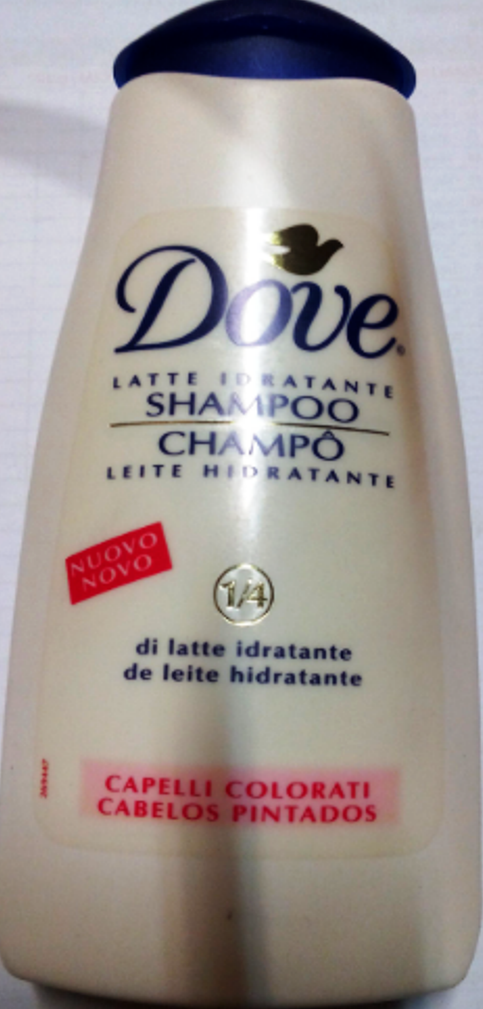 Dove
LATTE IDRATANTE
SHAMPOO
CHAMPÔ
LEITE HIDRATANTE
NUOVO
NOVO
1/4
di latte idratante
de leite hidratante
CAPELLI COLORATI
CABELOS PINTADOS